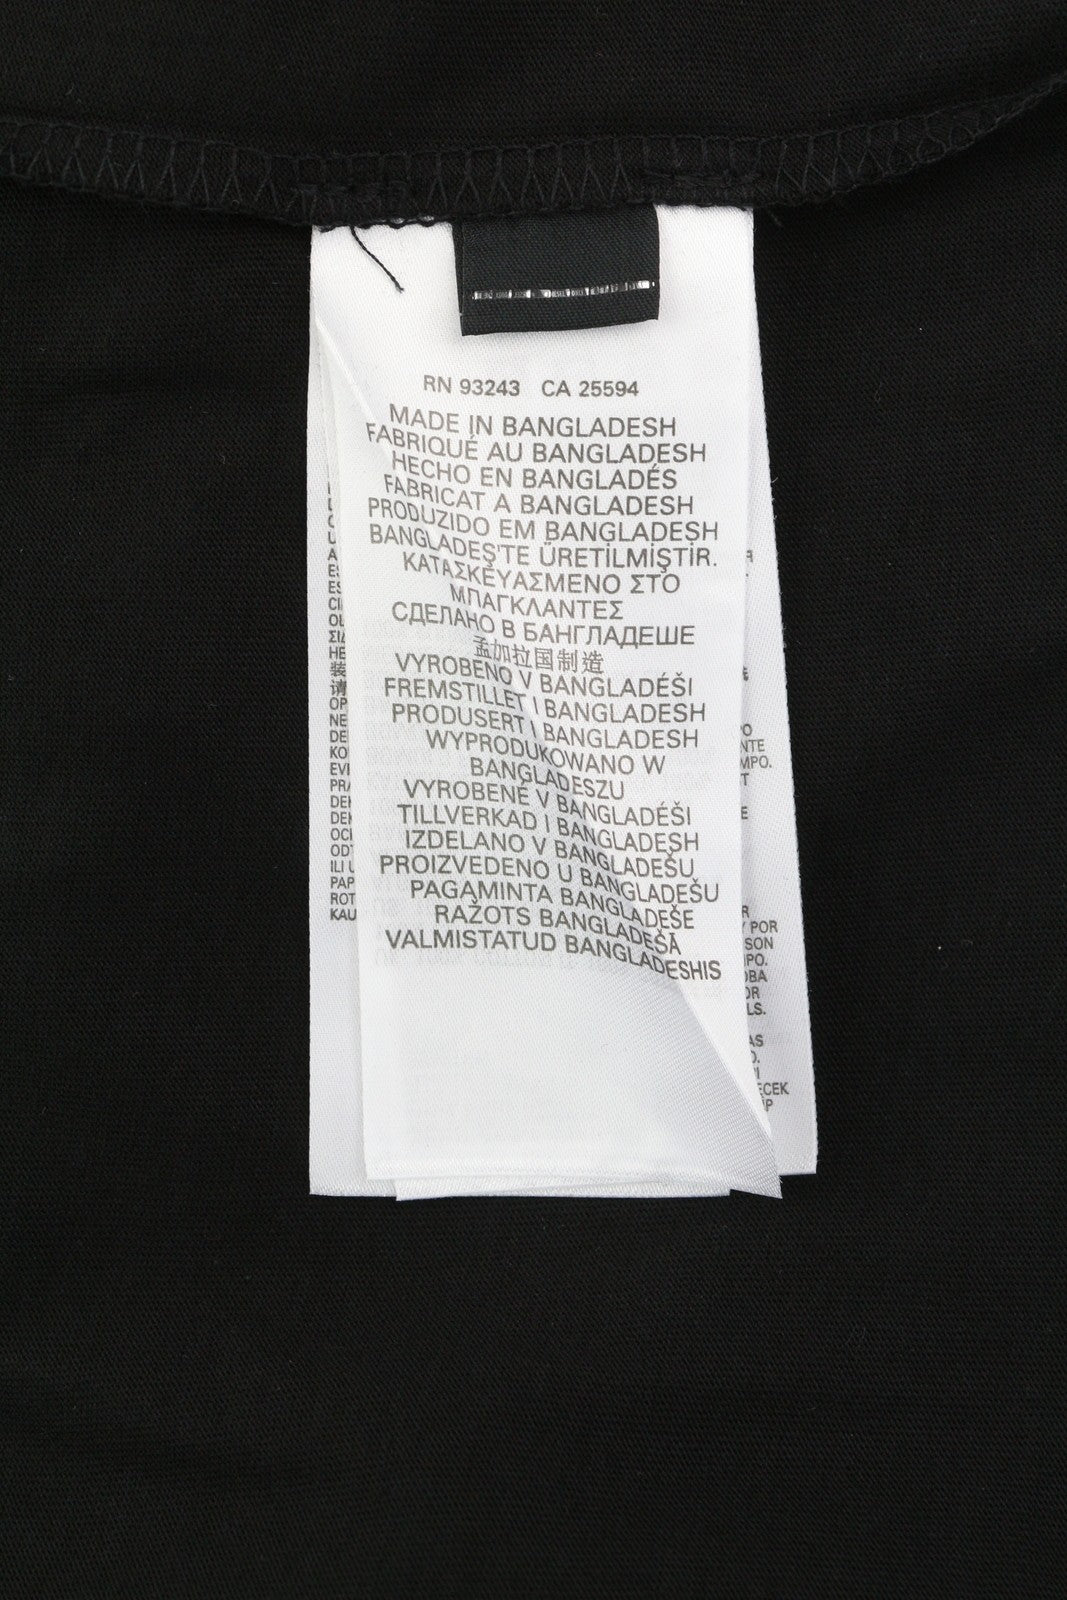 RN 93243 CA 25594
MADE IN BANGLADESH
FABRIQUÉ AU BANGLADESH
HECHO EN BANGLADÉS
FABRICAT A BANGLADESH
PRODUZIDO EM BANGLADESH
BANGLADEŞ'TE ÜRETİLMİŞTİR.
ΚΑΤΑΣΚΕΥΑΣΜΕΝΟ ΣΤΟ
ΜΠΑΓΚΛΑΝΤΕΣ
СДЕЛАНО В БАНГЛАДЕШЕ
孟加拉国制造
VYROBENO V BANGLADÉŠI
FREMSTILLET I BANGLADESH
PRODUSERT I BANGLADESH
WYPRODUKOWANO W
BANGLADESZU
VYROBENÉ V BANGLADÉŠI
TILLVERKAD I BANGLADESH
IZDELANO V BANGLADEŠU
PROIZVEDENO U BANGLADEŠU
PAGAMINTA BANGLADEŠE
RAŽOTS BANGLADEŠĀ
VALMISTATUD BANGLADESHIS